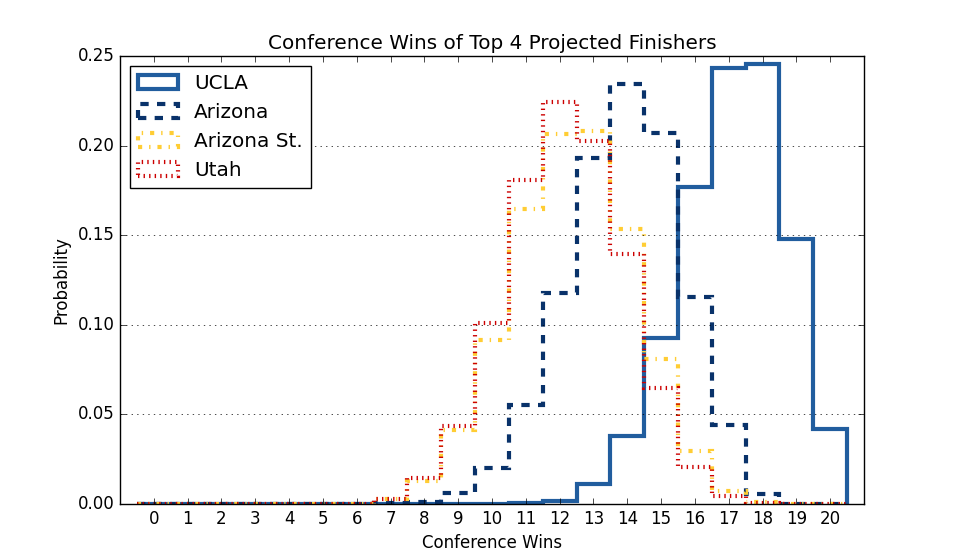 Conference Wins of Top 4 Projected Finishers
UCLA
Arizona
Arizona St.
Utah
0.25
0.20
0.15
0.10
0.05
0.00
Probability
0 1 2 3 4 5 6 7 8 9 10 11 12 13 14 15 16 17 18 19 20
Conference Wins